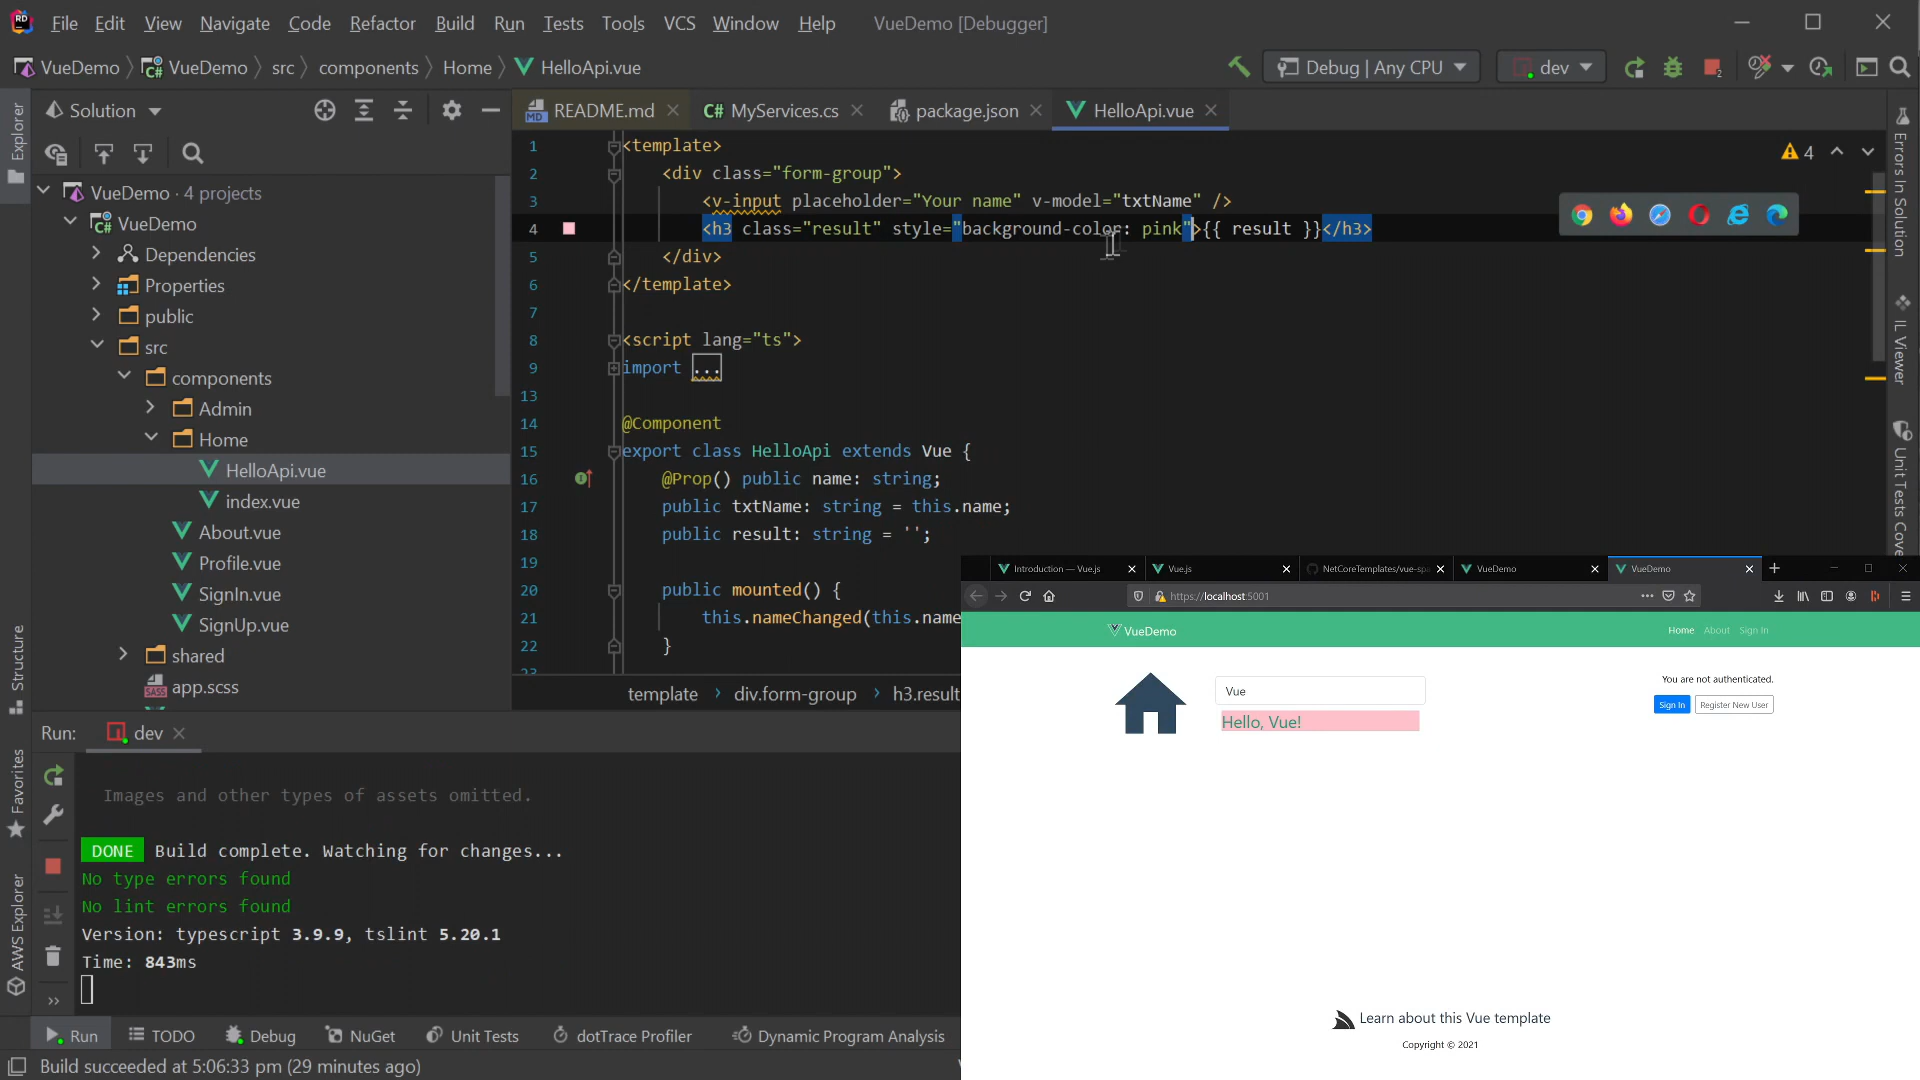 File Edit View Navigate Code Refactor Build Run Tests Tools VCS Window Help VueDemo [Debugger]
VueDemo VueDemo src components Home HelloApi.vue
Debug | Any CPU dev
Solution
README.md
MyServices.cs
package.json
HelloApi.vue
Explorer
VueDemo · 4 projects
VueDemo
Dependencies
Properties
public
src
components
Admin
Home
HelloApi.vue
index.vue
About.vue
Profile.vue
SignIn.vue
SignUp.vue
shared
app.scss
Structure
Favorites
AWS Explorer
1 <template>
2 <div class="form-group">
3 <v-input placeholder="Your name" v-model="txtName" />
4 <h3 class="result" style="background-color: pink">{{ result }}</h3>
5 </div>
6 </template>
7
8 <script lang="ts">
9 import ...
13
14 @Component
15 export class HelloApi extends Vue {
16 @Prop() public name: string;
17 public txtName: string = this.name;
18 public result: string = '';
19
20 public mounted() {
21 this.nameChanged(this.name
22 }
23
4
Errors In Solution
IL Viewer
Unit Tests Cove
template › div.form-group › h3.result
Run: dev
Images and other types of assets omitted.
DONE Build complete. Watching for changes...
No type errors found
No lint errors found
Version: typescript 3.9.9, tslint 5.20.1
Time: 843ms
Run TODO Debug NuGet Unit Tests dotTrace Profiler Dynamic Program Analysis
Build succeeded at 5:06:33 pm (29 minutes ago)
Introduction — Vue.js
Vue.js
NetCoreTemplates/vue-spa
VueDemo
VueDemo
https://localhost:5001
VueDemo
Home About Sign In
Vue
Hello, Vue!
You are not authenticated.
Sign In Register New User
Learn about this Vue template
Copyright © 2021